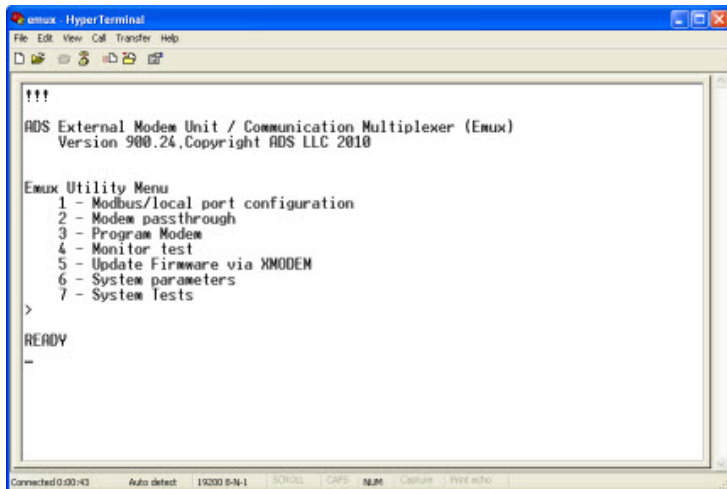 emux - HyperTerminal
File Edit View Call Transfer Help
!!!
ADS External Modem Unit / Communication Multiplexer (Emux)
Version 900.24,Copyright ADS LLC 2010
Emux Utility Menu
1 - Modbus/local port configuration
2 - Modem passthrough
3 - Program Modem
4 - Monitor test
5 - Update Firmware via XMODEM
6 - System parameters
7 - System Tests
>
READY
_
Connected 0:00:43 Auto detect 19200 8-N-1 SCROLL CAPS NUM Capture Print echo